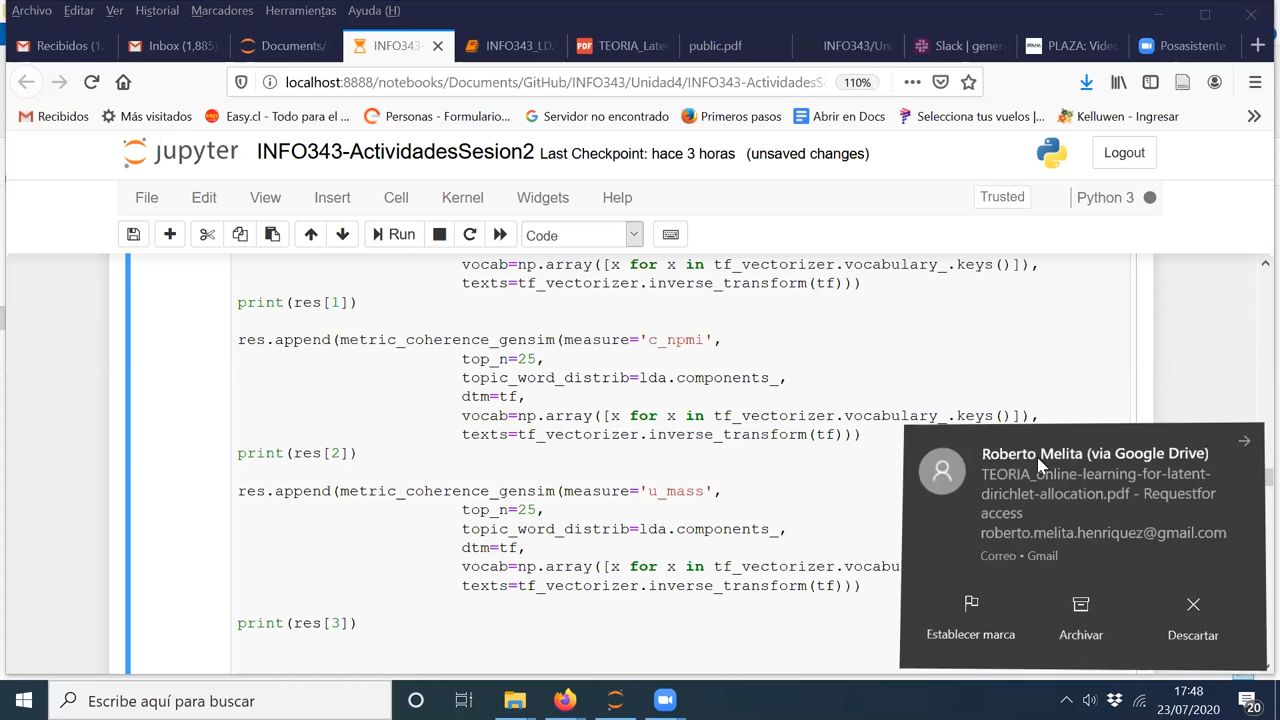 Archivo Editar Ver Historial Marcadores Herramientas Ayuda (H)
Recibidos (1. Inbox (1,885) Documents/ INFO343- INFO343_LD TEORIA_Late public.pdf INFO343/Uni Slack | gener PLAZA: Vide Posasistente
localhost:8888/notebooks/Documents/GitHub/INFO343/Unidad4/INFO343-ActividadesS 110%
Recibidos Más visitados Easy.cl - Todo para el ... Personas - Formulario... Servidor no encontrado Primeros pasos Abrir en Docs Selecciona tus vuelos |... Kelluwen - Ingresar
jupyter INFO343-ActividadesSesion2 Last Checkpoint: hace 3 horas (unsaved changes) Logout
File Edit View Insert Cell Kernel Widgets Help Trusted Python 3
Run Code
vocab=np.array([x for x in tf_vectorizer.vocabulary_.keys()]),
texts=tf_vectorizer.inverse_transform(tf)))
print(res[1])
res.append(metric_coherence_gensim(measure='c_npmi',
top_n=25,
topic_word_distrib=lda.components_,
dtm=tf,
vocab=np.array([x for x in tf_vectorizer.vocabulary_.keys()]),
texts=tf_vectorizer.inverse_transform(tf)))
print(res[2])
res.append(metric_coherence_gensim(measure='u_mass',
top_n=25,
topic_word_distrib=lda.components_,
dtm=tf,
vocab=np.array([x for x in tf_vectorizer.vocabu
texts=tf_vectorizer.inverse_transform(tf)))
print(res[3])
Roberto Melita (via Google Drive)
TEORIA_online-learning-for-latent-
dirichlet-allocation.pdf - Requestfor
access
roberto.melita.henriquez@gmail.com
Correo • Gmail
Establecer marca Archivar Descartar
Escribe aquí para buscar
17:48
23/07/2020
20